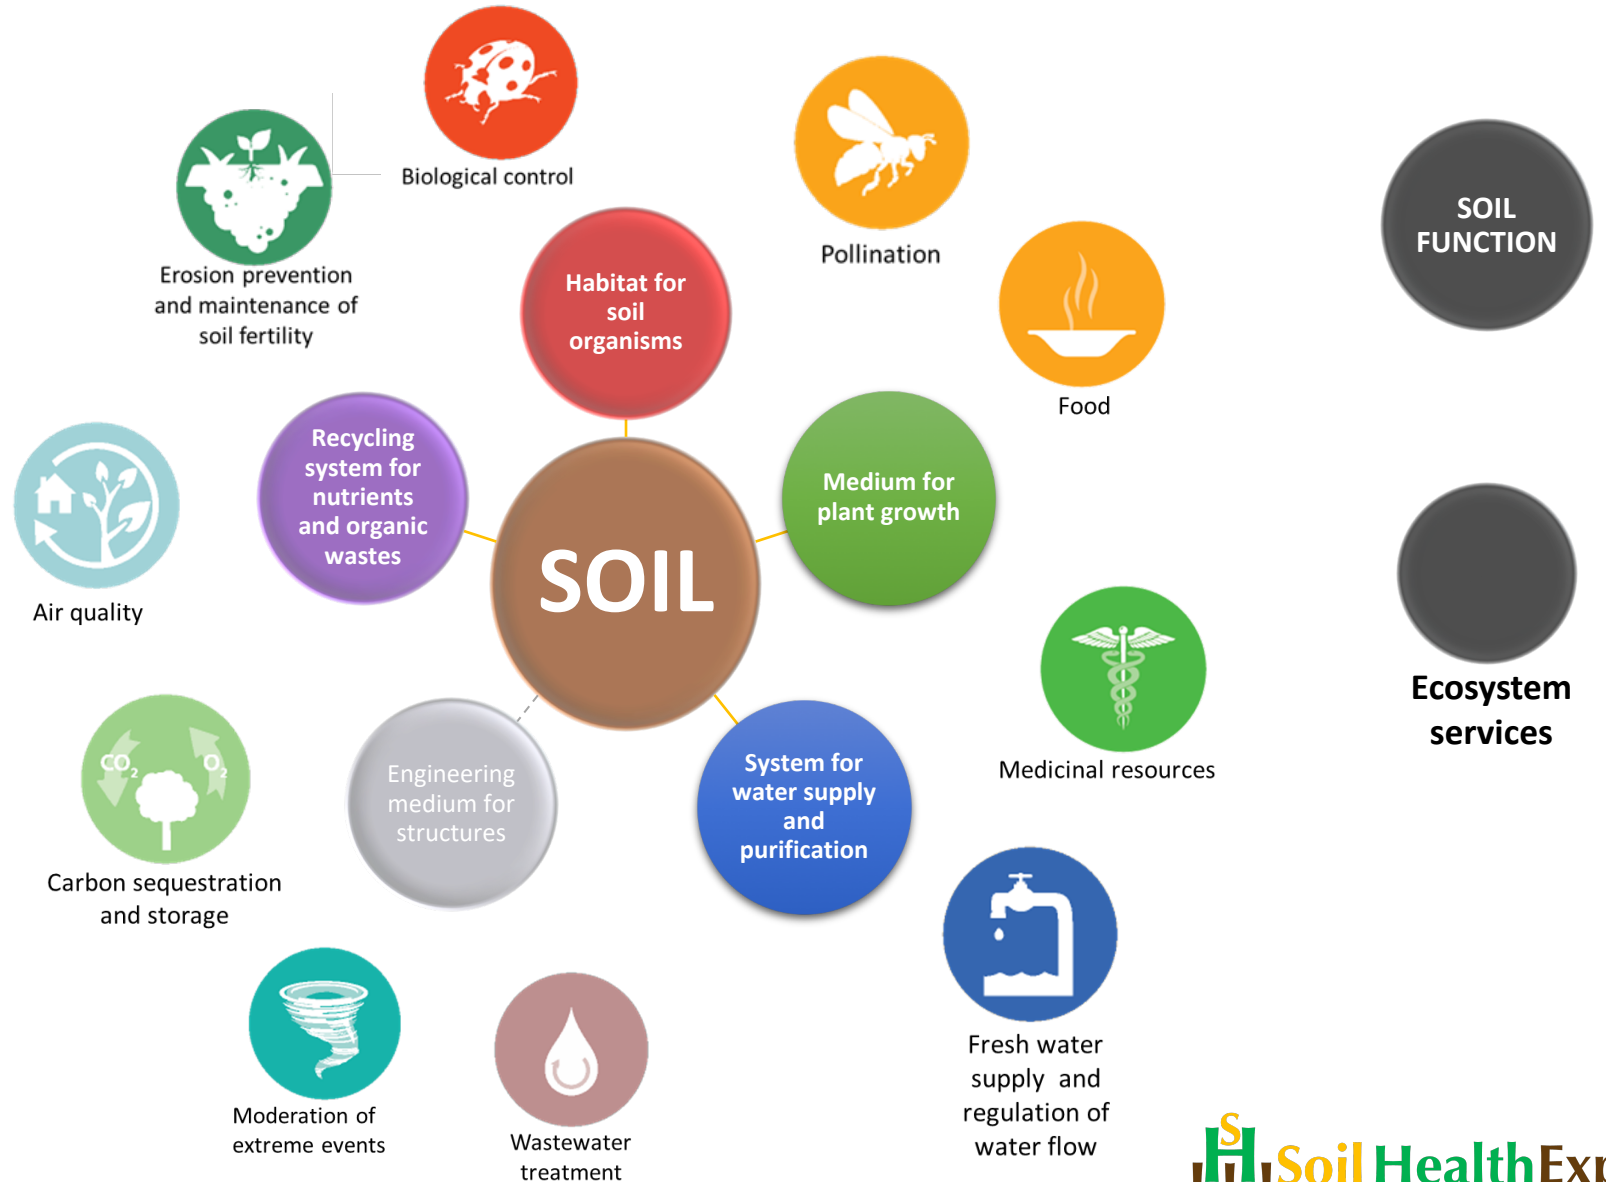 Biological control
Pollination
Erosion prevention
and maintenance of
soil fertility
Food
Air quality
Carbon sequestration
and storage
CO2
O2
Moderation of
extreme events
Wastewater
treatment
Fresh water
supply and
regulation of
water flow
Medicinal resources
Habitat for
soil
organisms
Recycling
system for
nutrients
and organic
wastes
Medium for
plant growth
SOIL
Engineering
medium for
structures
System for
water supply
and
purification
SOIL
FUNCTION
Ecosystem
services
SH
Soil Health Exp